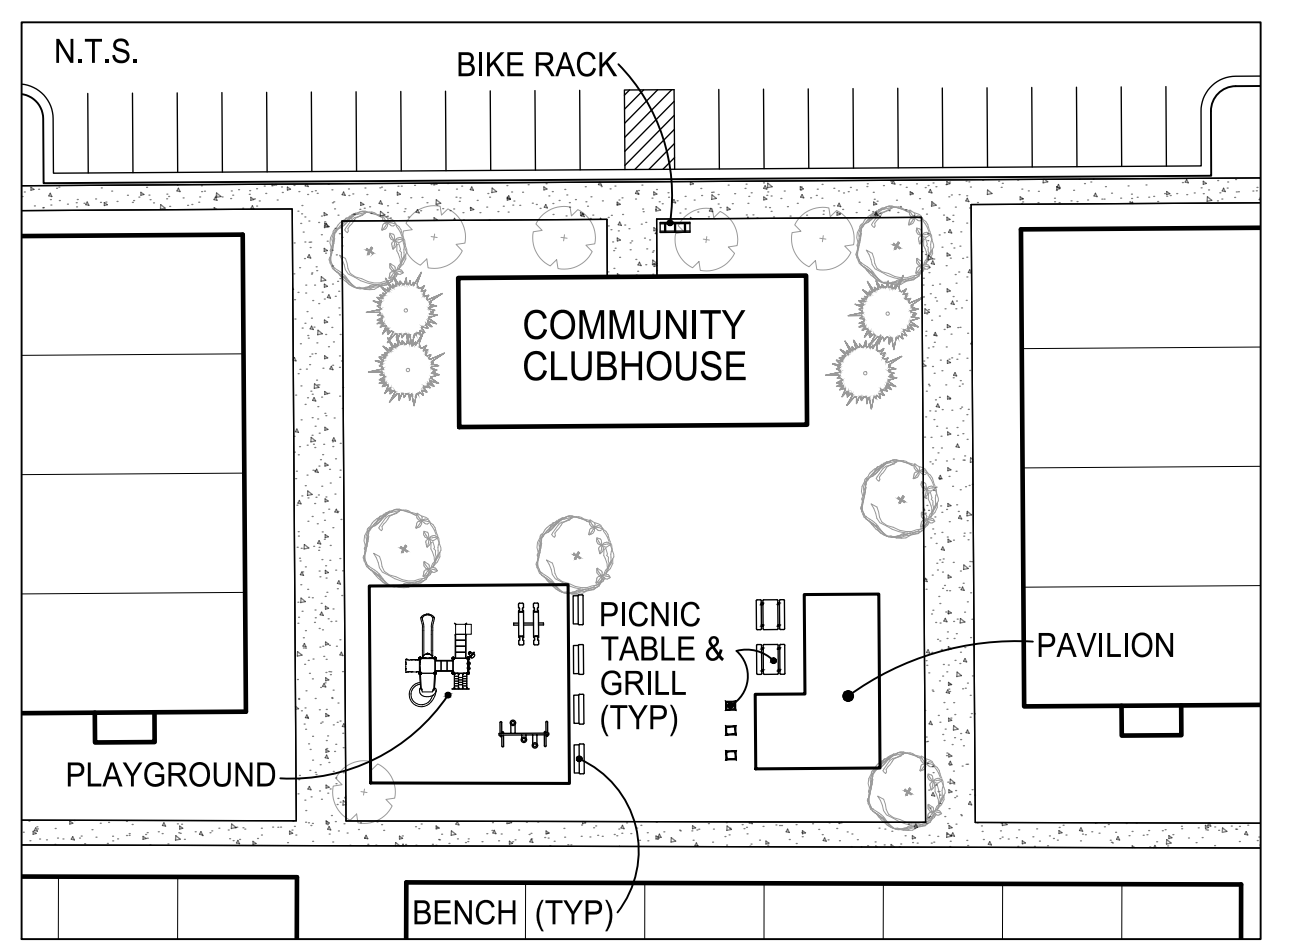 N.T.S.
BIKE RACK
COMMUNITY
CLUBHOUSE
PICNIC
TABLE &
GRILL
(TYP)
PAVILION
PLAYGROUND
BENCH (TYP)